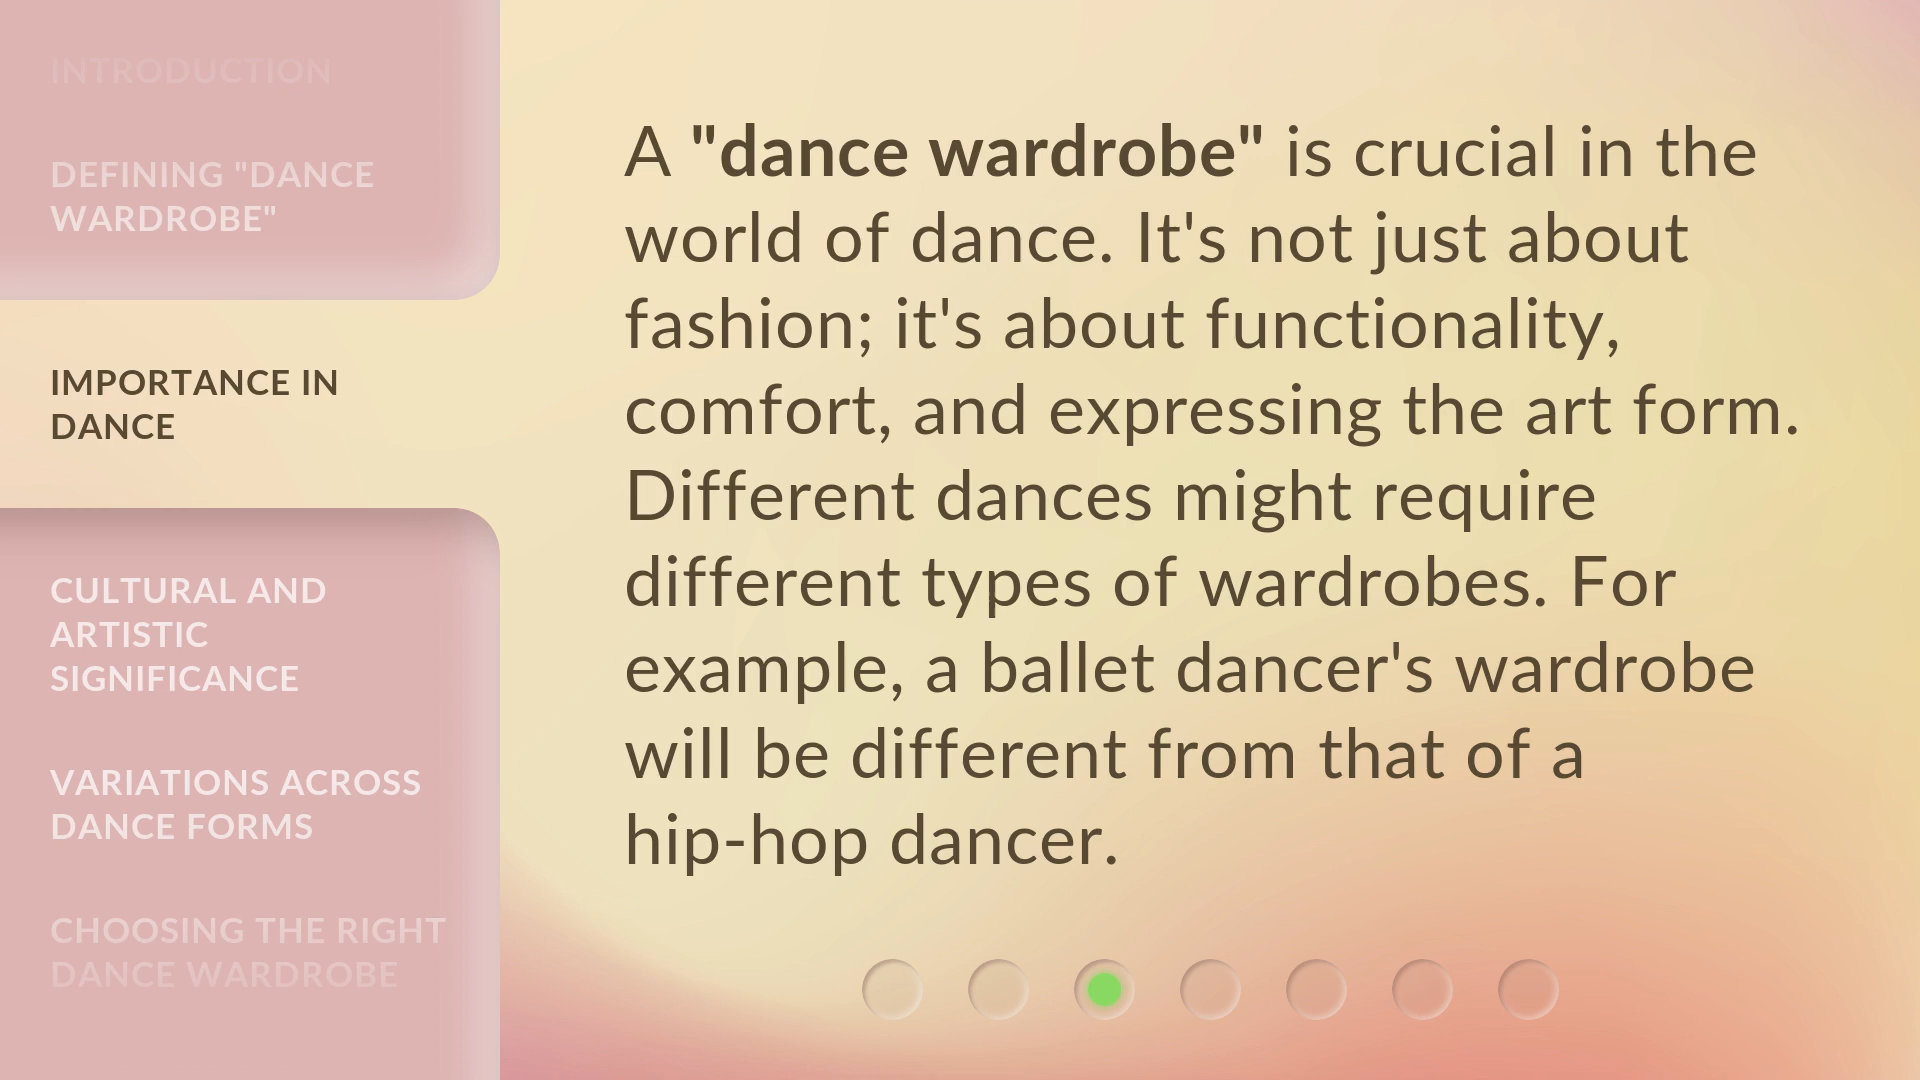 INTRODUCTION
DEFINING "DANCE
WARDROBE"
IMPORTANCE IN
DANCE
CULTURAL AND
ARTISTIC
SIGNIFICANCE
VARIATIONS ACROSS
DANCE FORMS
CHOOSING THE RIGHT
DANCE WARDROBE
A "dance wardrobe" is crucial in the
world of dance. It's not just about
fashion; it's about functionality,
comfort, and expressing the art form.
Different dances might require
different types of wardrobes. For
example, a ballet dancer's wardrobe
will be different from that of a
hip-hop dancer.